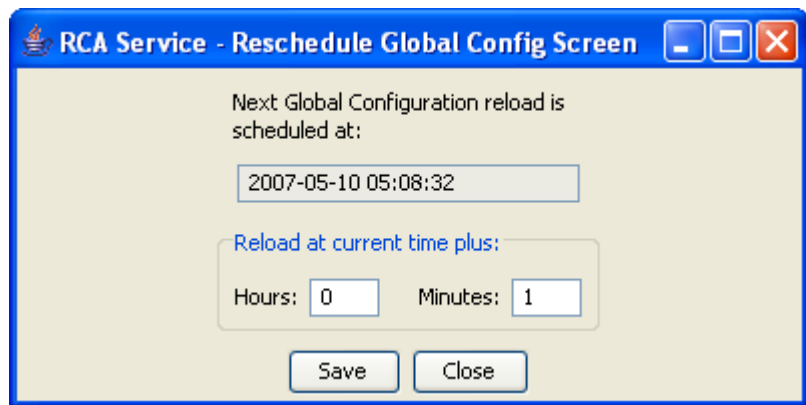 RCA Service - Reschedule Global Config Screen
Next Global Configuration reload is
scheduled at:
2007-05-10 05:08:32
Reload at current time plus:
Hours: 0 Minutes: 1
Save Close